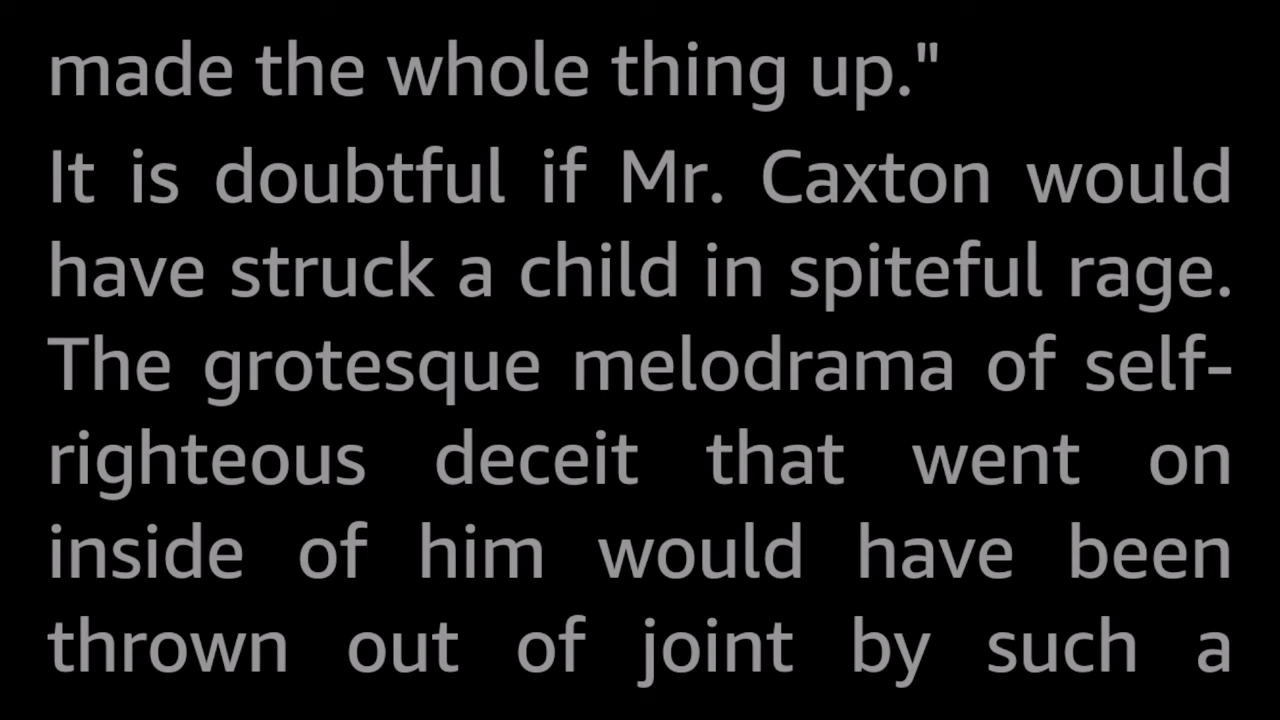 made the whole thing up."
It is doubtful if Mr. Caxton would
have struck a child in spiteful rage.
The grotesque melodrama of self-
righteous deceit that went on
inside of him would have been
thrown out of joint by such a